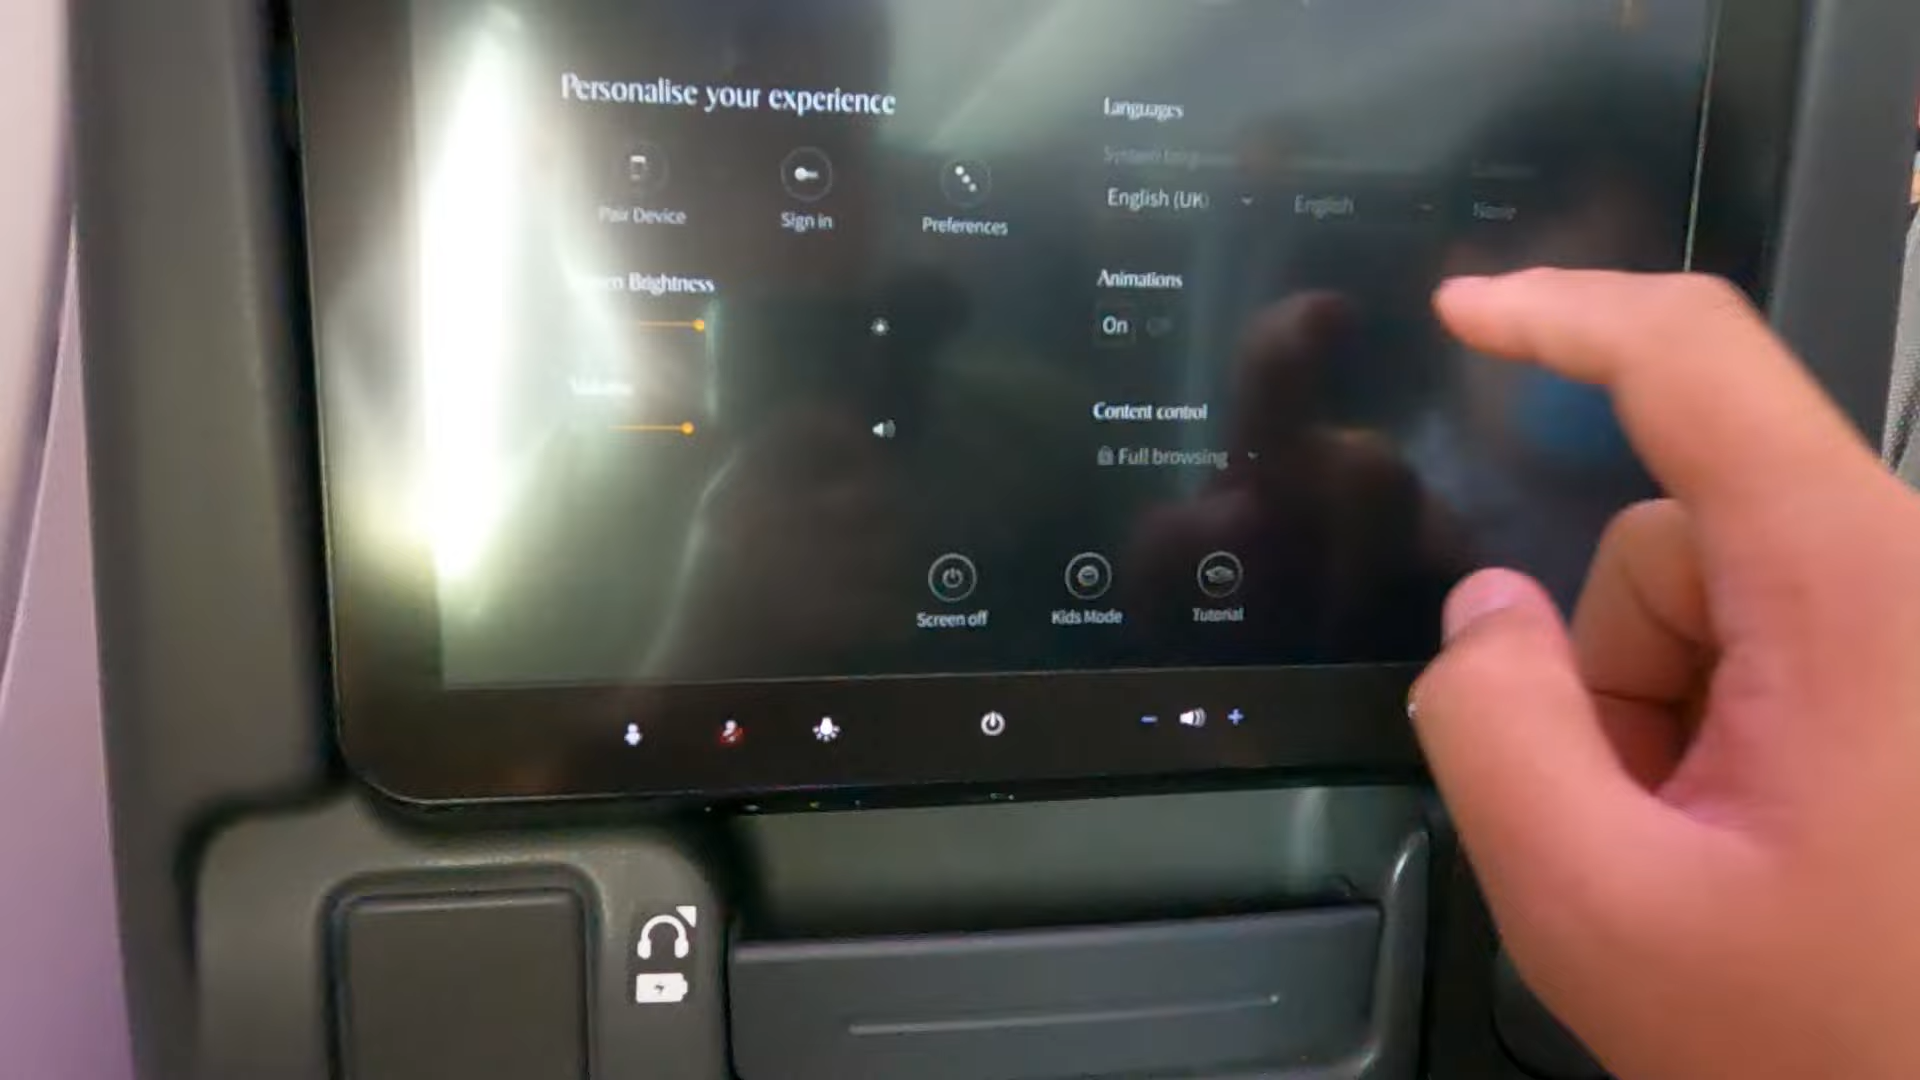 Personalise your experience
Pair Device
Sign in
Preferences
Brightness
Languages
English (UK)
English
None
Animations
On
Content control
Full browsing
Screen off
Kids Mode
Tutorial